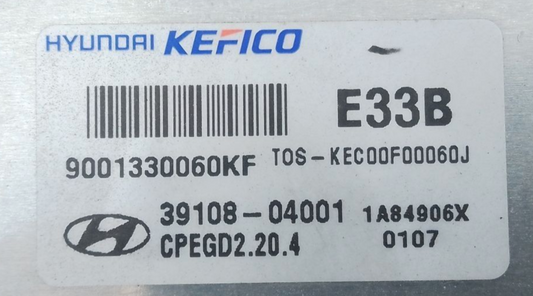 HYUNDAI KEFICO
E33B
9001330060KF TOS-KEC00F00060J
39108-04001 1A84906X
CPEGD2.20.4 0107